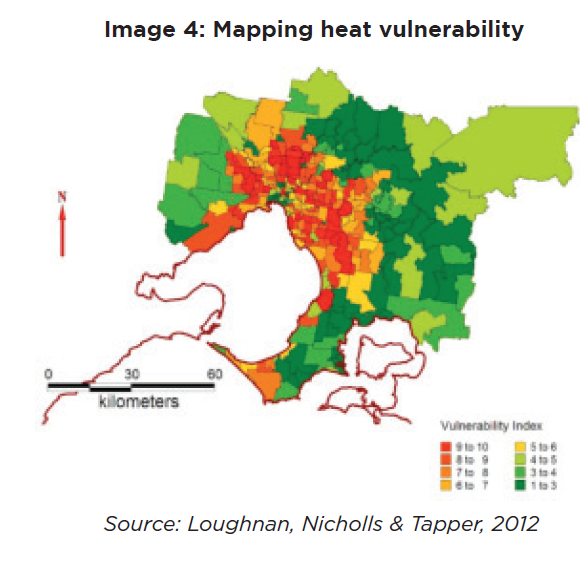 Image 4: Mapping heat vulnerability
N
0 30 60
kilometers
Vulnerability Index
9 to 10 5 to 6
8 to 9 4 to 5
7 to 8 3 to 4
6 to 7 1 to 3
Source: Loughnan, Nicholls & Tapper, 2012